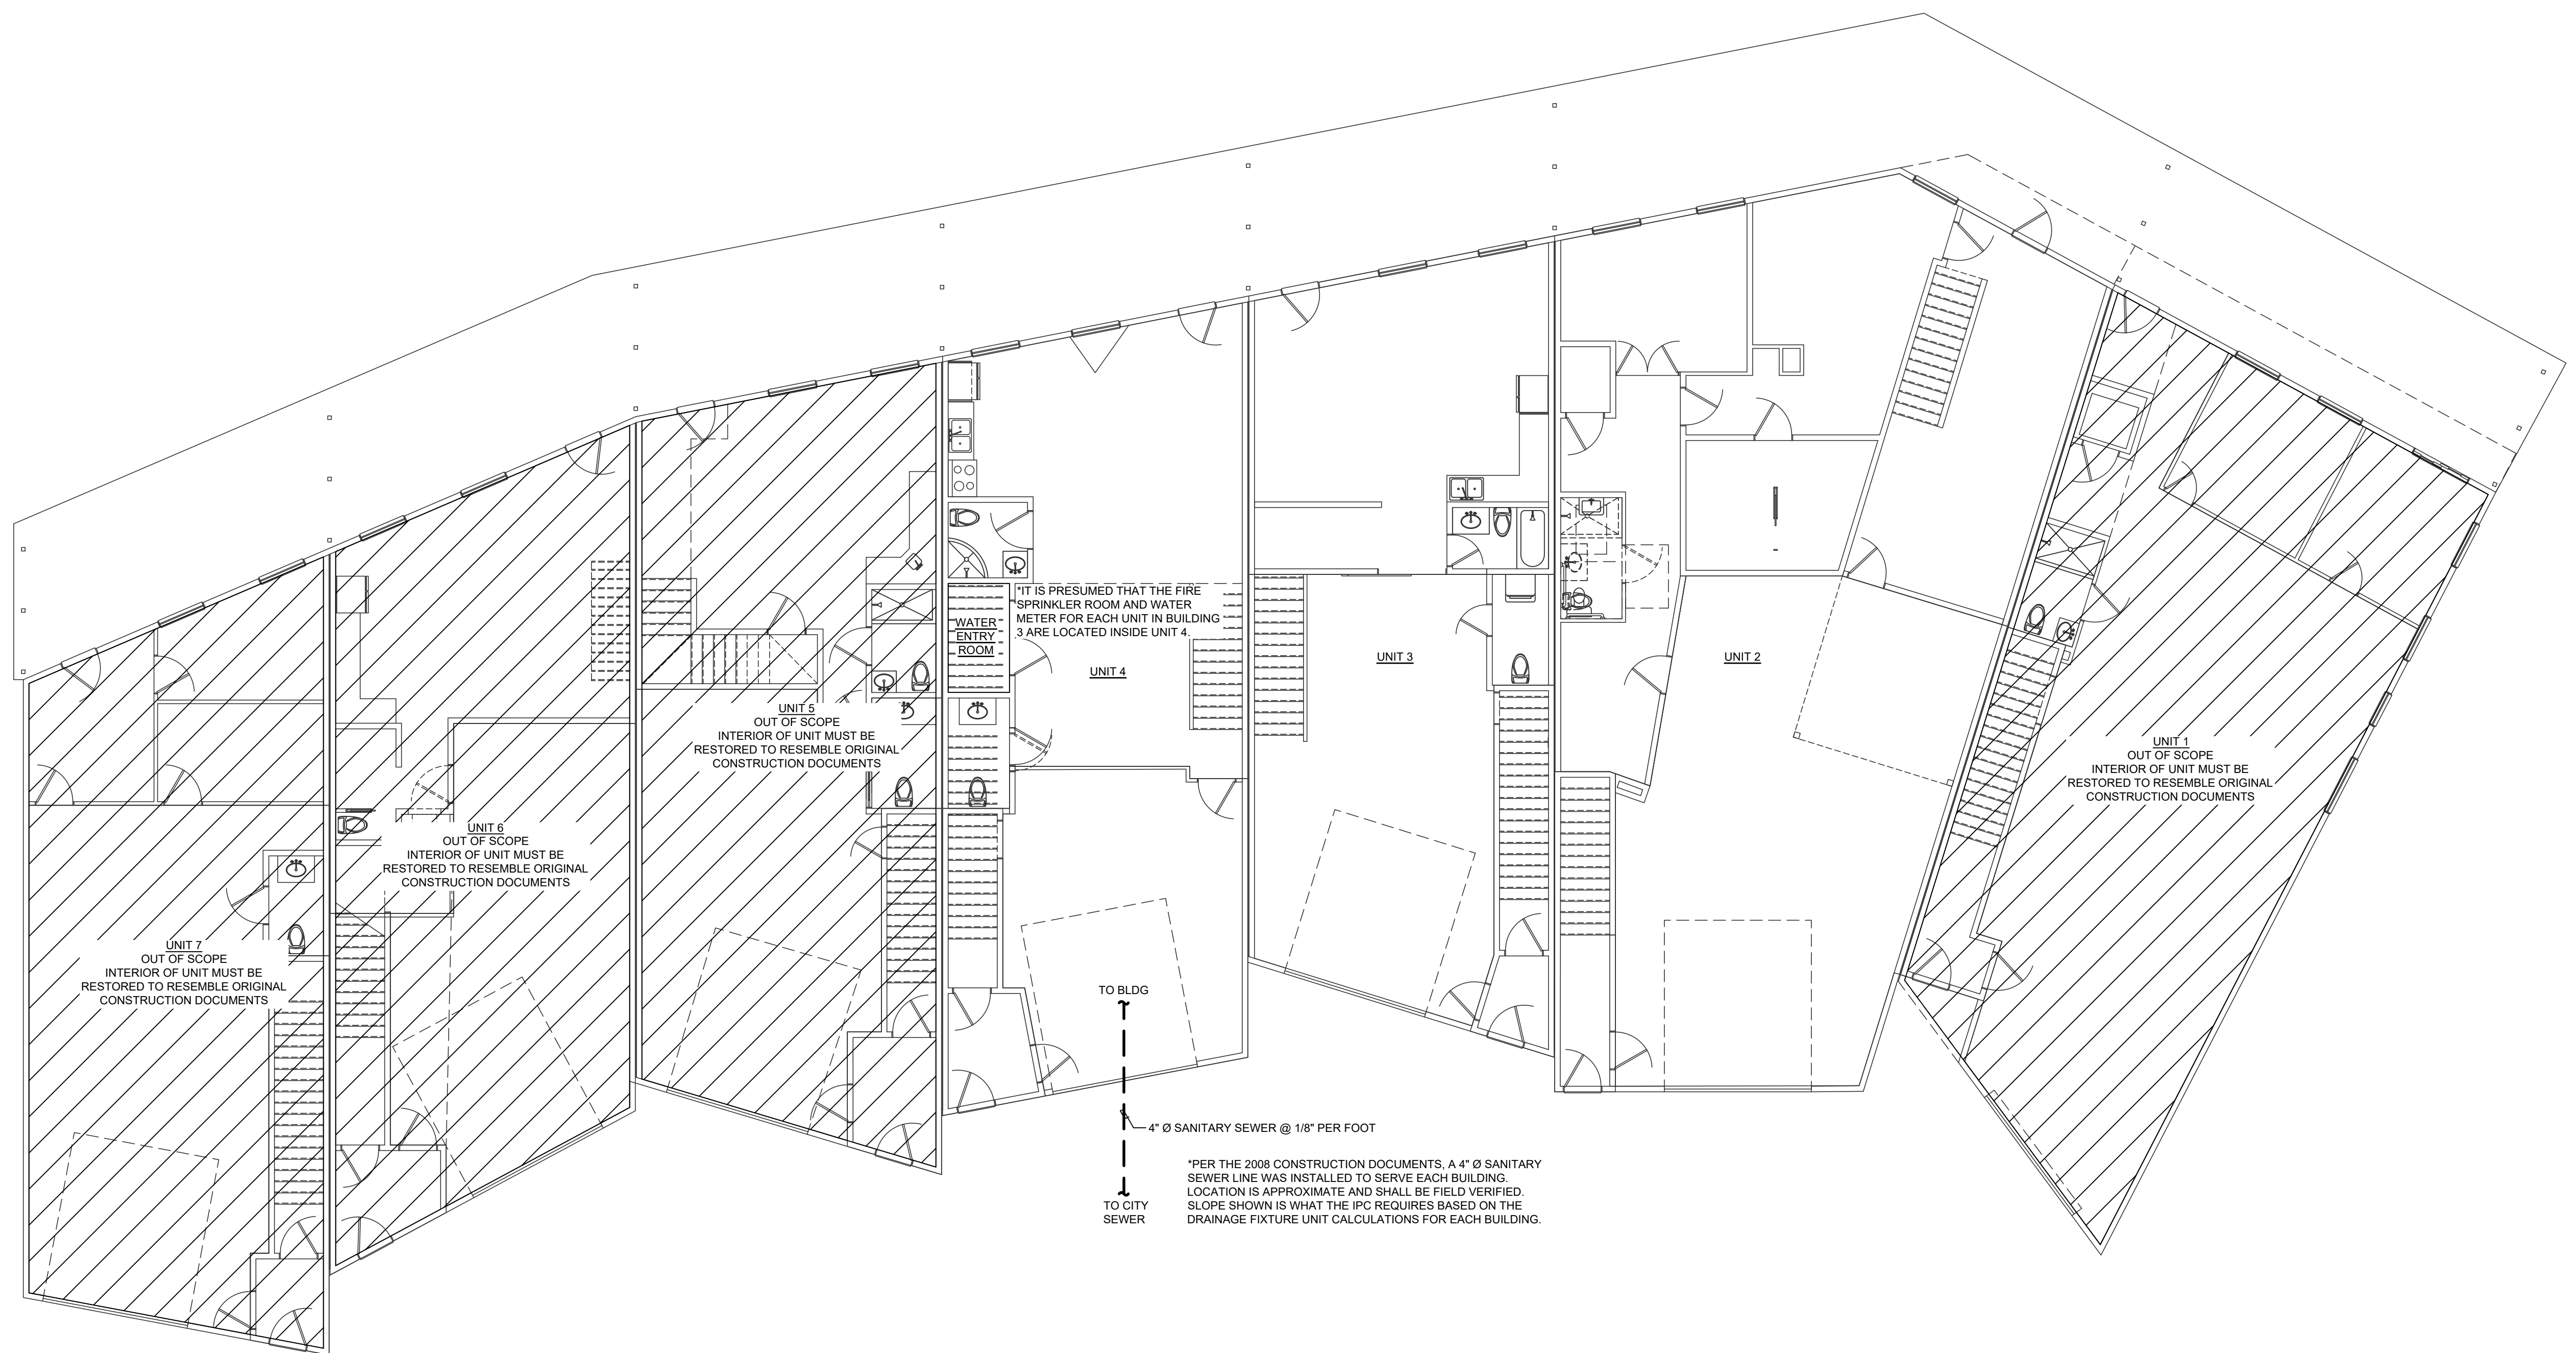 *IT IS PRESUMED THAT THE FIRE
SPRINKLER ROOM AND WATER
METER FOR EACH UNIT IN BUILDING
3 ARE LOCATED INSIDE UNIT 4.
WATER
ENTRY
ROOM
UNIT 4
UNIT 3
UNIT 2
UNIT 5
OUT OF SCOPE
INTERIOR OF UNIT MUST BE
RESTORED TO RESEMBLE ORIGINAL
CONSTRUCTION DOCUMENTS
UNIT 1
OUT OF SCOPE
INTERIOR OF UNIT MUST BE
RESTORED TO RESEMBLE ORIGINAL
CONSTRUCTION DOCUMENTS
UNIT 6
OUT OF SCOPE
INTERIOR OF UNIT MUST BE
RESTORED TO RESEMBLE ORIGINAL
CONSTRUCTION DOCUMENTS
UNIT 7
OUT OF SCOPE
INTERIOR OF UNIT MUST BE
RESTORED TO RESEMBLE ORIGINAL
CONSTRUCTION DOCUMENTS
TO BLDG
4" Ø SANITARY SEWER @ 1/8" PER FOOT
TO CITY
SEWER
*PER THE 2008 CONSTRUCTION DOCUMENTS, A 4" Ø SANITARY
SEWER LINE WAS INSTALLED TO SERVE EACH BUILDING.
LOCATION IS APPROXIMATE AND SHALL BE FIELD VERIFIED.
SLOPE SHOWN IS WHAT THE IPC REQUIRES BASED ON THE
DRAINAGE FIXTURE UNIT CALCULATIONS FOR EACH BUILDING.